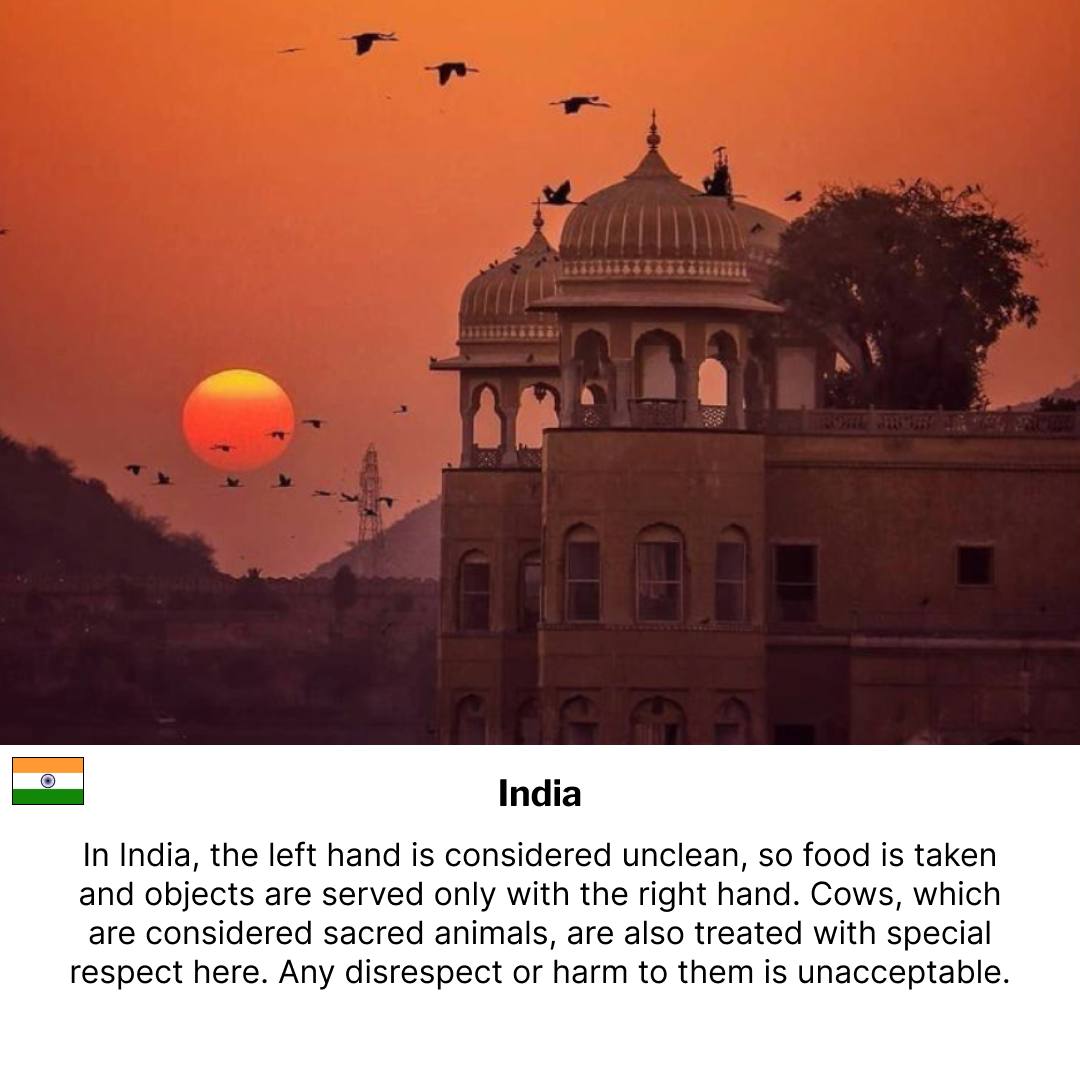 India
In India, the left hand is considered unclean, so food is taken
and objects are served only with the right hand. Cows, which
are considered sacred animals, are also treated with special
respect here. Any disrespect or harm to them is unacceptable.